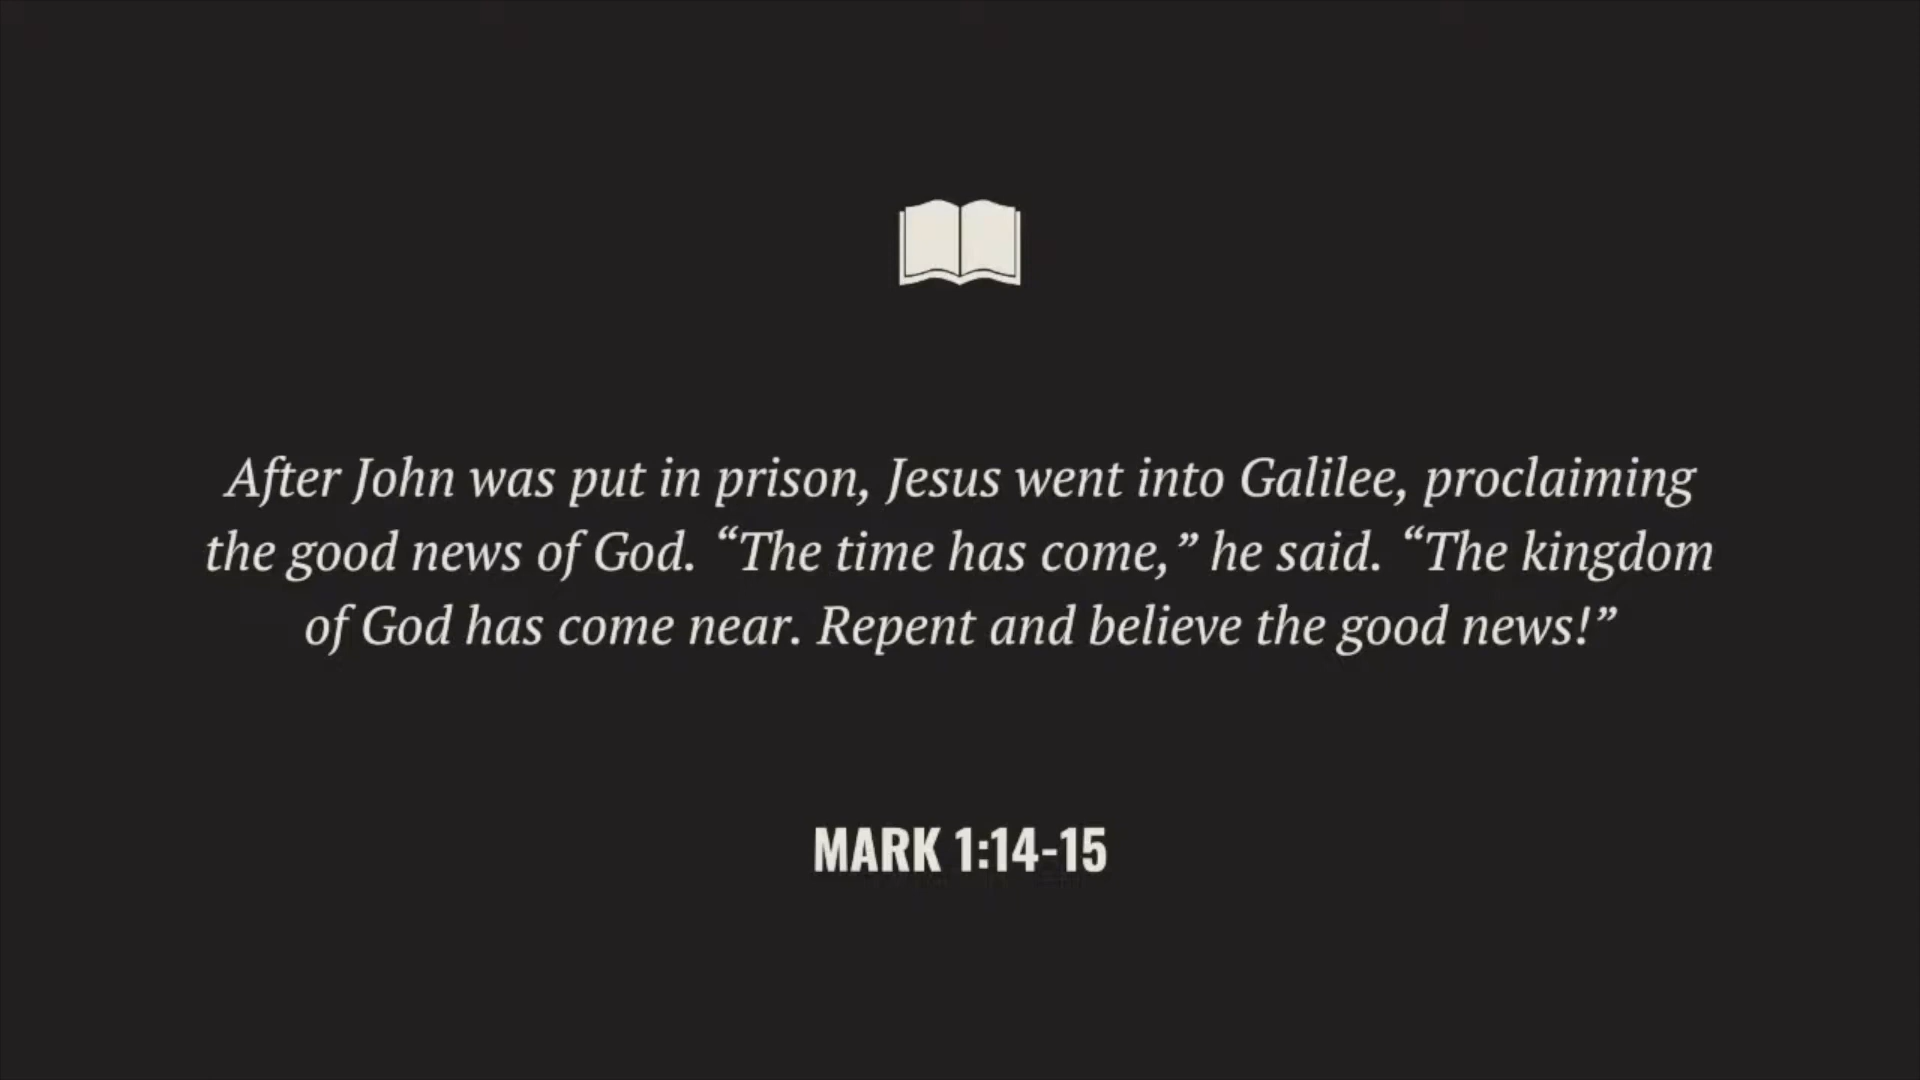 After John was put in prison, Jesus went into Galilee, proclaiming
the good news of God. “The time has come,” he said. “The kingdom
of God has come near. Repent and believe the good news!”
MARK 1:14-15